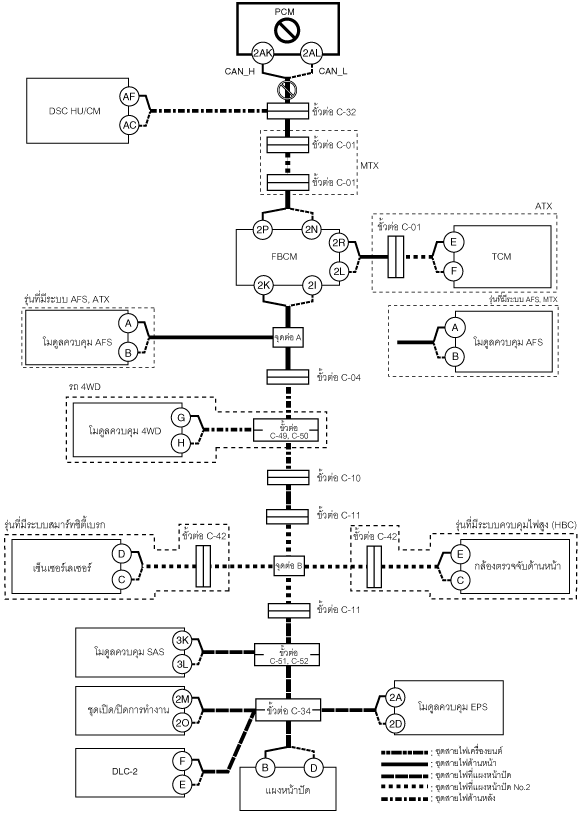 PCM
2AK 2AL
CAN_H CAN_L
DSC HU/CM
AF
AC
ขั้วต่อ C-32
ขั้วต่อ C-01
MTX
ขั้วต่อ C-01
ATX
2P 2N
ขั้วต่อ C-01
FBCM
2R
2L
E
F
TCM
2K 2I
รุ่นที่มีระบบ AFS, ATX
โมดูลควบคุม AFS
A
B
จุดต่อ A
รุ่นที่มีระบบ AFS, MTX
A
B
โมดูลควบคุม AFS
ขั้วต่อ C-04
รถ 4WD
โมดูลควบคุม 4WD
G
H
ขั้วต่อ
C-49, C-50
ขั้วต่อ C-10
ขั้วต่อ C-11
รุ่นที่มีระบบสมาร์ทซิตี้เบรก
ขั้วต่อ C-42
เซ็นเซอร์เลเซอร์
D
C
จุดต่อ B
รุ่นที่มีระบบควบคุมไฟสูง (HBC)
ขั้วต่อ C-42
E
C
กล้องตรวจจับด้านหน้า
ขั้วต่อ C-11
โมดูลควบคุม SAS
3K
3L
ขั้วต่อ
C-51, C-52
ชุดเปิด/ปิดการทำงาน
2M
2O
ขั้วต่อ C-34
2A
2D
โมดูลควบคุม EPS
DLC-2
F
E
B D
แผงหน้าปัด
: ชุดสายไฟเครื่องยนต์
: ชุดสายไฟด้านหน้า
: ชุดสายไฟที่แผงหน้าปัด
: ชุดสายไฟที่แผงหน้าปัด No.2
: ชุดสายไฟด้านหลัง